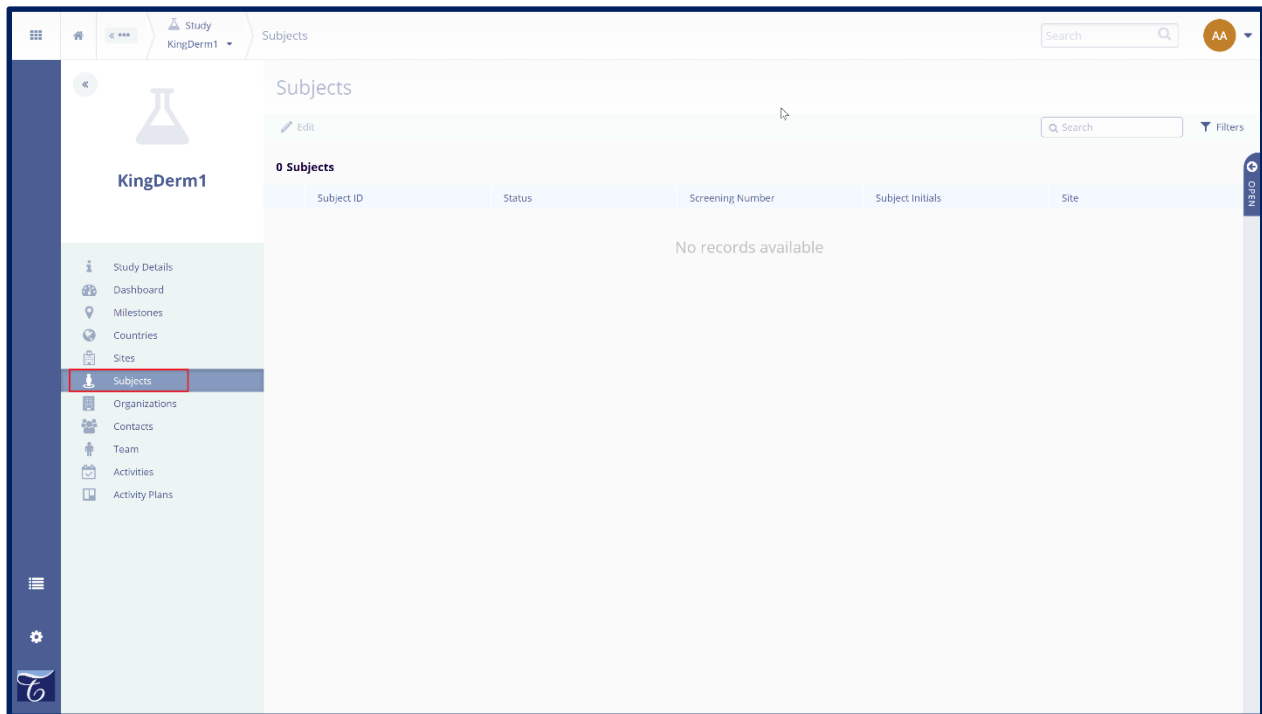 Study
KingDerm1
Subjects
Search
AA
KingDerm1
Subjects
Edit
Search
Filters
0 Subjects
OPEN
Subject ID Status Screening Number Subject Initials Site
No records available
Study Details
Dashboard
Milestones
Countries
Sites
Subjects
Organizations
Contacts
Team
Activities
Activity Plans